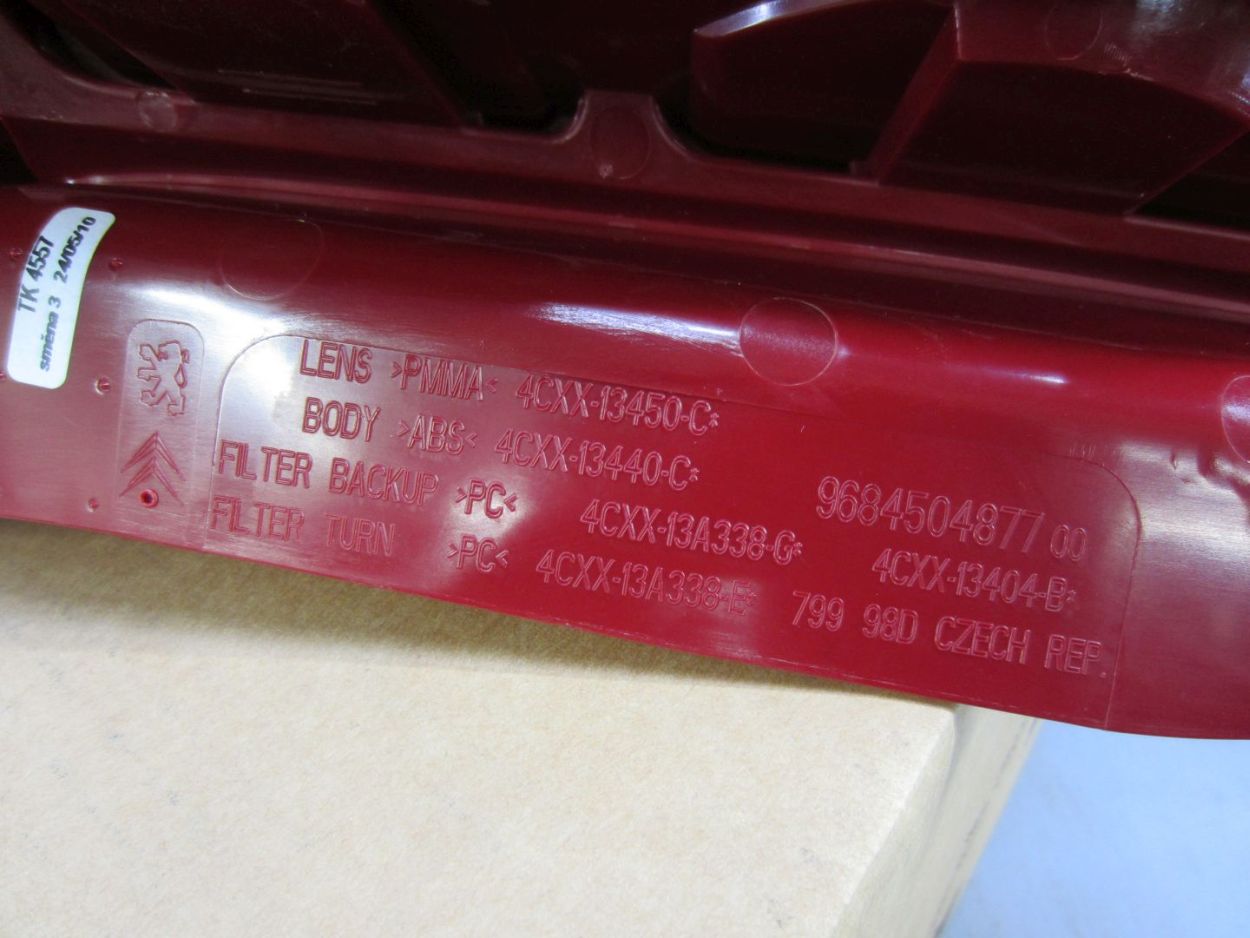 TK 4557
směna 3 24/05/10
LENS >PMMA< 4CXX-13450-C*
BODY >ABS< 4CXX-13440-C*
FILTER BACKUP >PC< 4CXX-13A338-G*
FILTER TURN >PC< 4CXX-13A338-E*
9684504877 00
4CXX-13404-B*
799 98D CZECH REP.